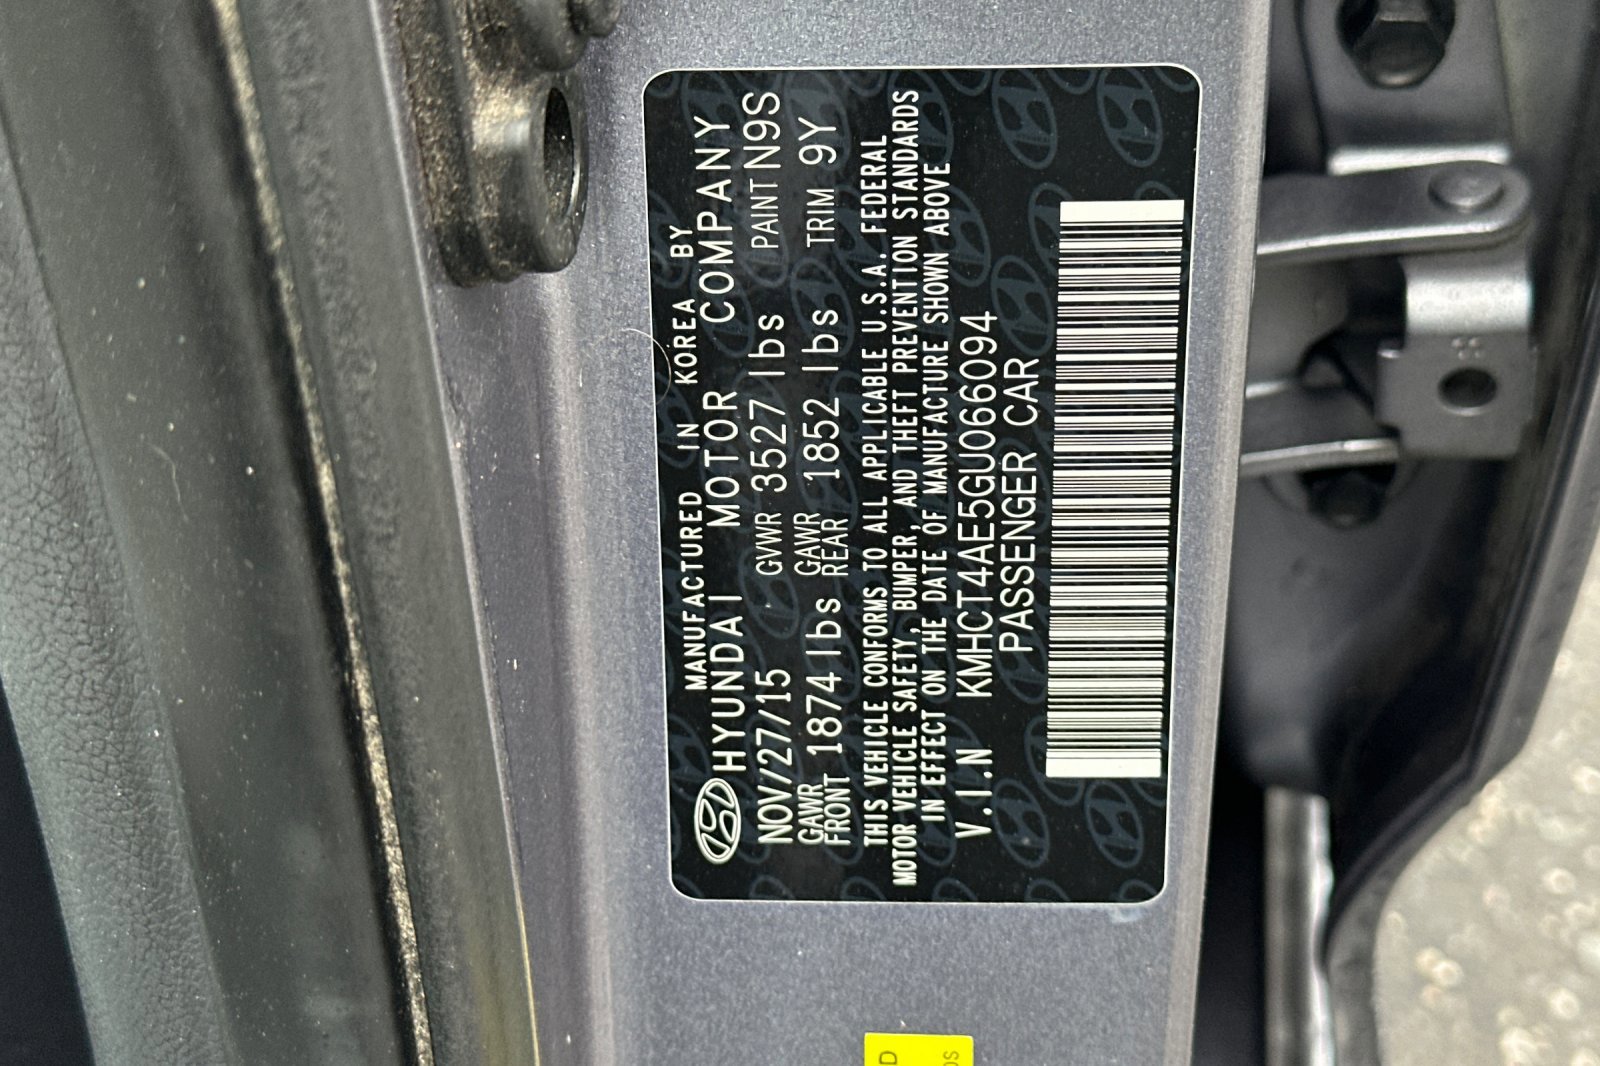 MANUFACTURED IN KOREA BY
HYUNDAI MOTOR COMPANY
NOV/27/15 GVWR 3527 lbs PAINT N9S
GAWR FRONT 1874 lbs GAWR REAR 1852 lbs TRIM 9Y
THIS VEHICLE CONFORMS TO ALL APPLICABLE U.S.A. FEDERAL
MOTOR VEHICLE SAFETY, BUMPER, AND THEFT PREVENTION STANDARDS
IN EFFECT ON THE DATE OF MANUFACTURE SHOWN ABOVE
V.I.N KMHCT4AE5GU066094
PASSENGER CAR